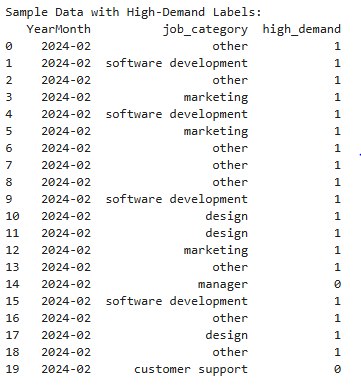 Sample Data with High-Demand Labels:
YearMonth job_category high_demand
0 2024-02 other 1
1 2024-02 software development 1
2 2024-02 other 1
3 2024-02 marketing 1
4 2024-02 software development 1
5 2024-02 marketing 1
6 2024-02 other 1
7 2024-02 other 1
8 2024-02 other 1
9 2024-02 software development 1
10 2024-02 design 1
11 2024-02 design 1
12 2024-02 marketing 1
13 2024-02 other 1
14 2024-02 manager 0
15 2024-02 software development 1
16 2024-02 other 1
17 2024-02 design 1
18 2024-02 other 1
19 2024-02 customer support 0